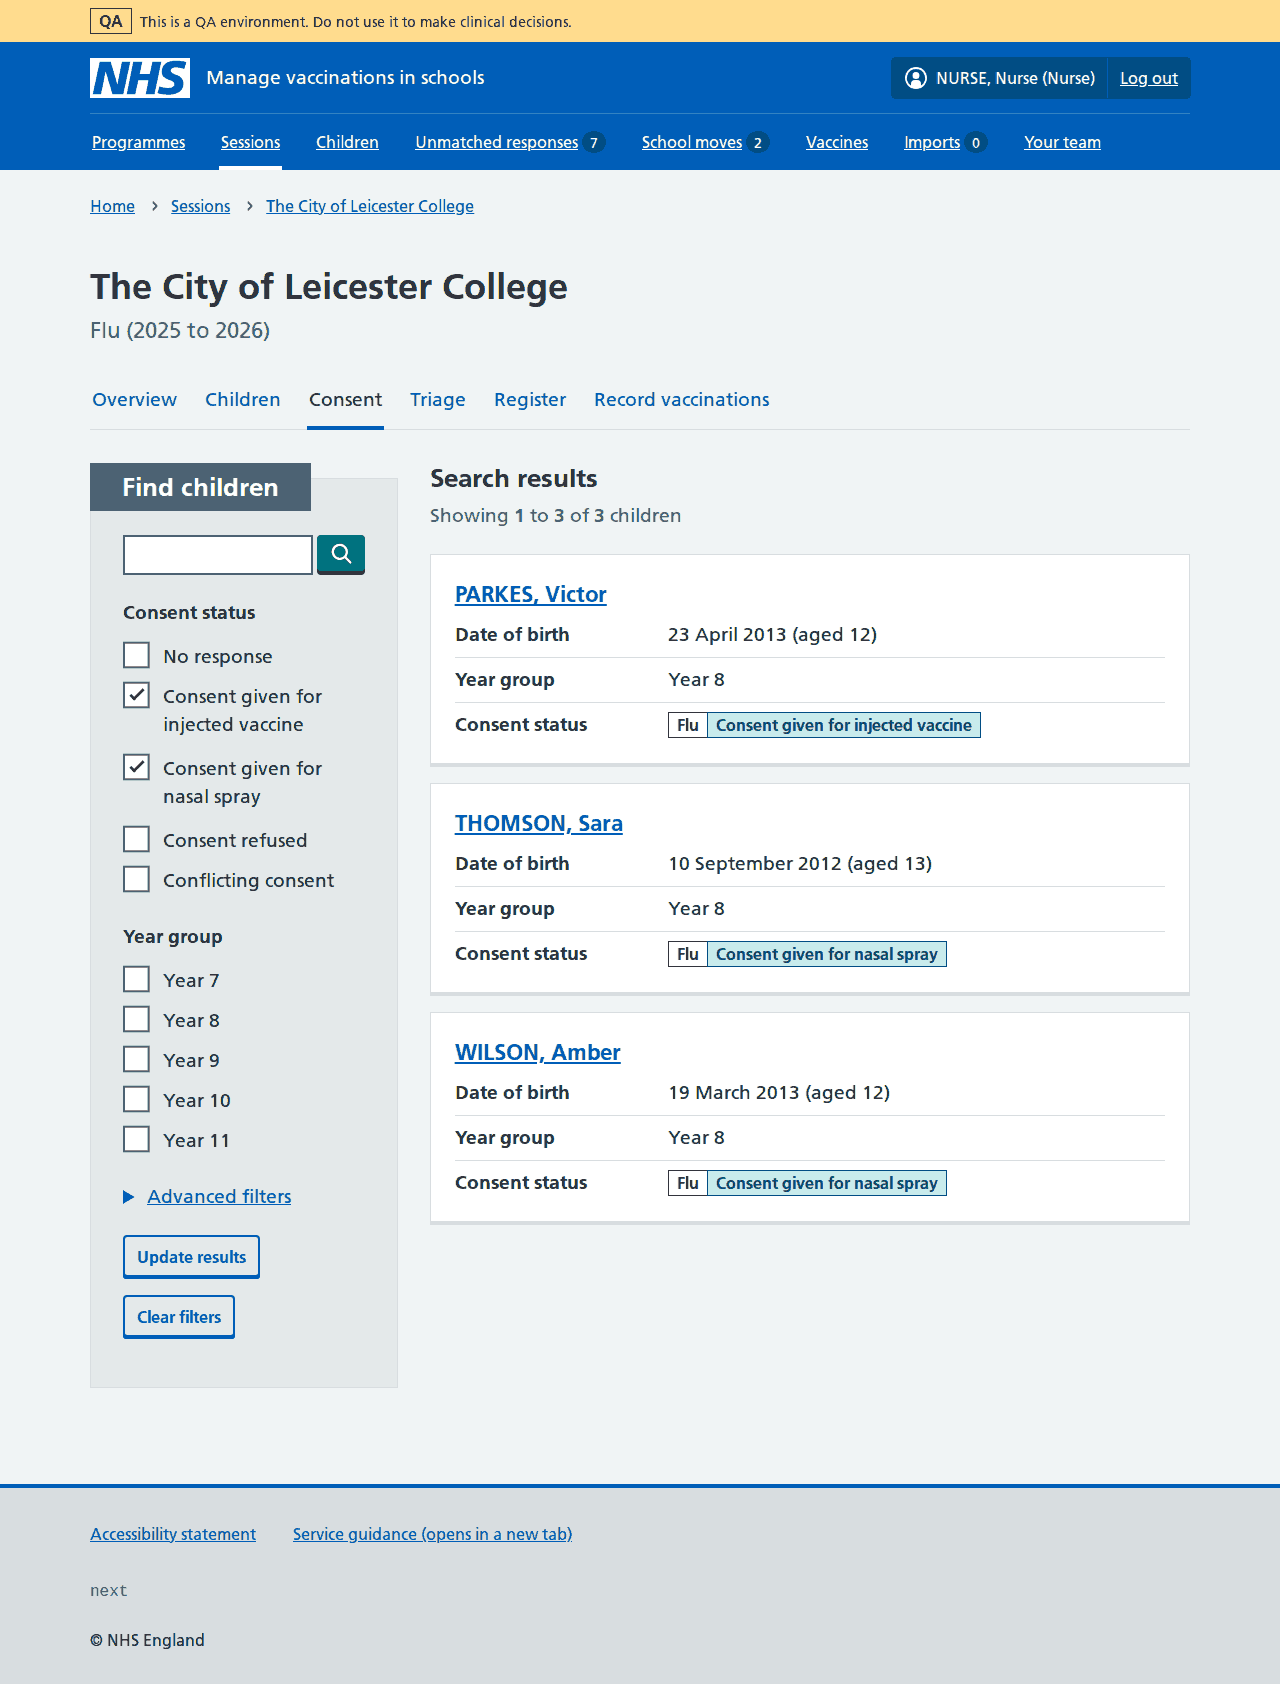 QA This is a QA environment. Do not use it to make clinical decisions.
NHS Manage vaccinations in schools NURSE, Nurse (Nurse) Log out
Programmes Sessions Children Unmatched responses 7 School moves 2 Vaccines Imports 0 Your team
Home Sessions The City of Leicester College
The City of Leicester College
Flu (2025 to 2026)
Overview Children Consent Triage Register Record vaccinations
Find children
Consent status
No response
Consent given for
injected vaccine
Consent given for
nasal spray
Consent refused
Conflicting consent
Year group
Year 7
Year 8
Year 9
Year 10
Year 11
Advanced filters
Update results
Clear filters
Search results
Showing 1 to 3 of 3 children
PARKES, Victor
Date of birth 23 April 2013 (aged 12)
Year group Year 8
Consent status Flu Consent given for injected vaccine
THOMSON, Sara
Date of birth 10 September 2012 (aged 13)
Year group Year 8
Consent status Flu Consent given for nasal spray
WILSON, Amber
Date of birth 19 March 2013 (aged 12)
Year group Year 8
Consent status Flu Consent given for nasal spray
Accessibility statement Service guidance (opens in a new tab)
next
© NHS England